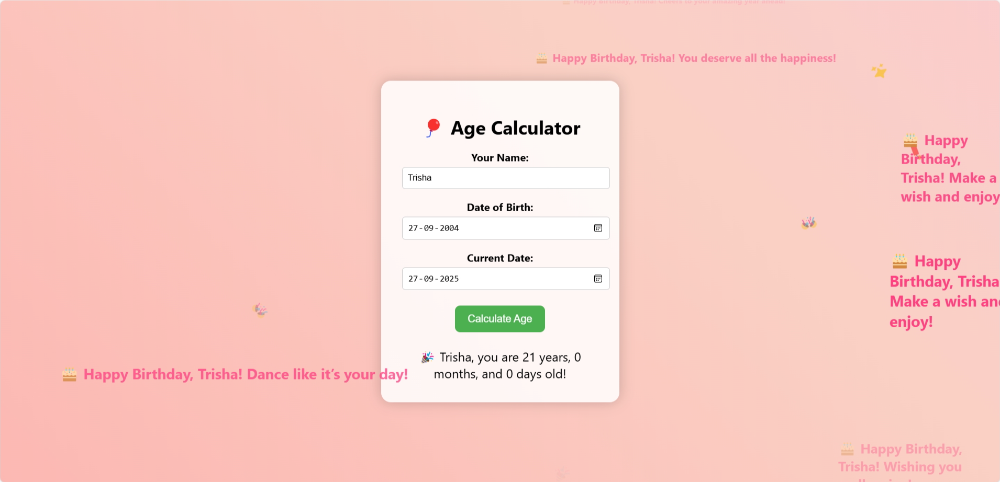 Happy Birthday, Trisha! Cheers to your amazing year ahead!
Happy Birthday, Trisha! You deserve all the happiness!
Age Calculator
Your Name:
Trisha
Date of Birth:
27-09-2004
Current Date:
27-09-2025
Calculate Age
Trisha, you are 21 years, 0
months, and 0 days old!
Happy Birthday, Trisha! Dance like it’s your day!
Happy
Birthday,
Trisha! Make a
wish and enjoy
Happy
Birthday, Trisha
Make a wish and
enjoy!
Happy Birthday,
Trisha! Wishing you